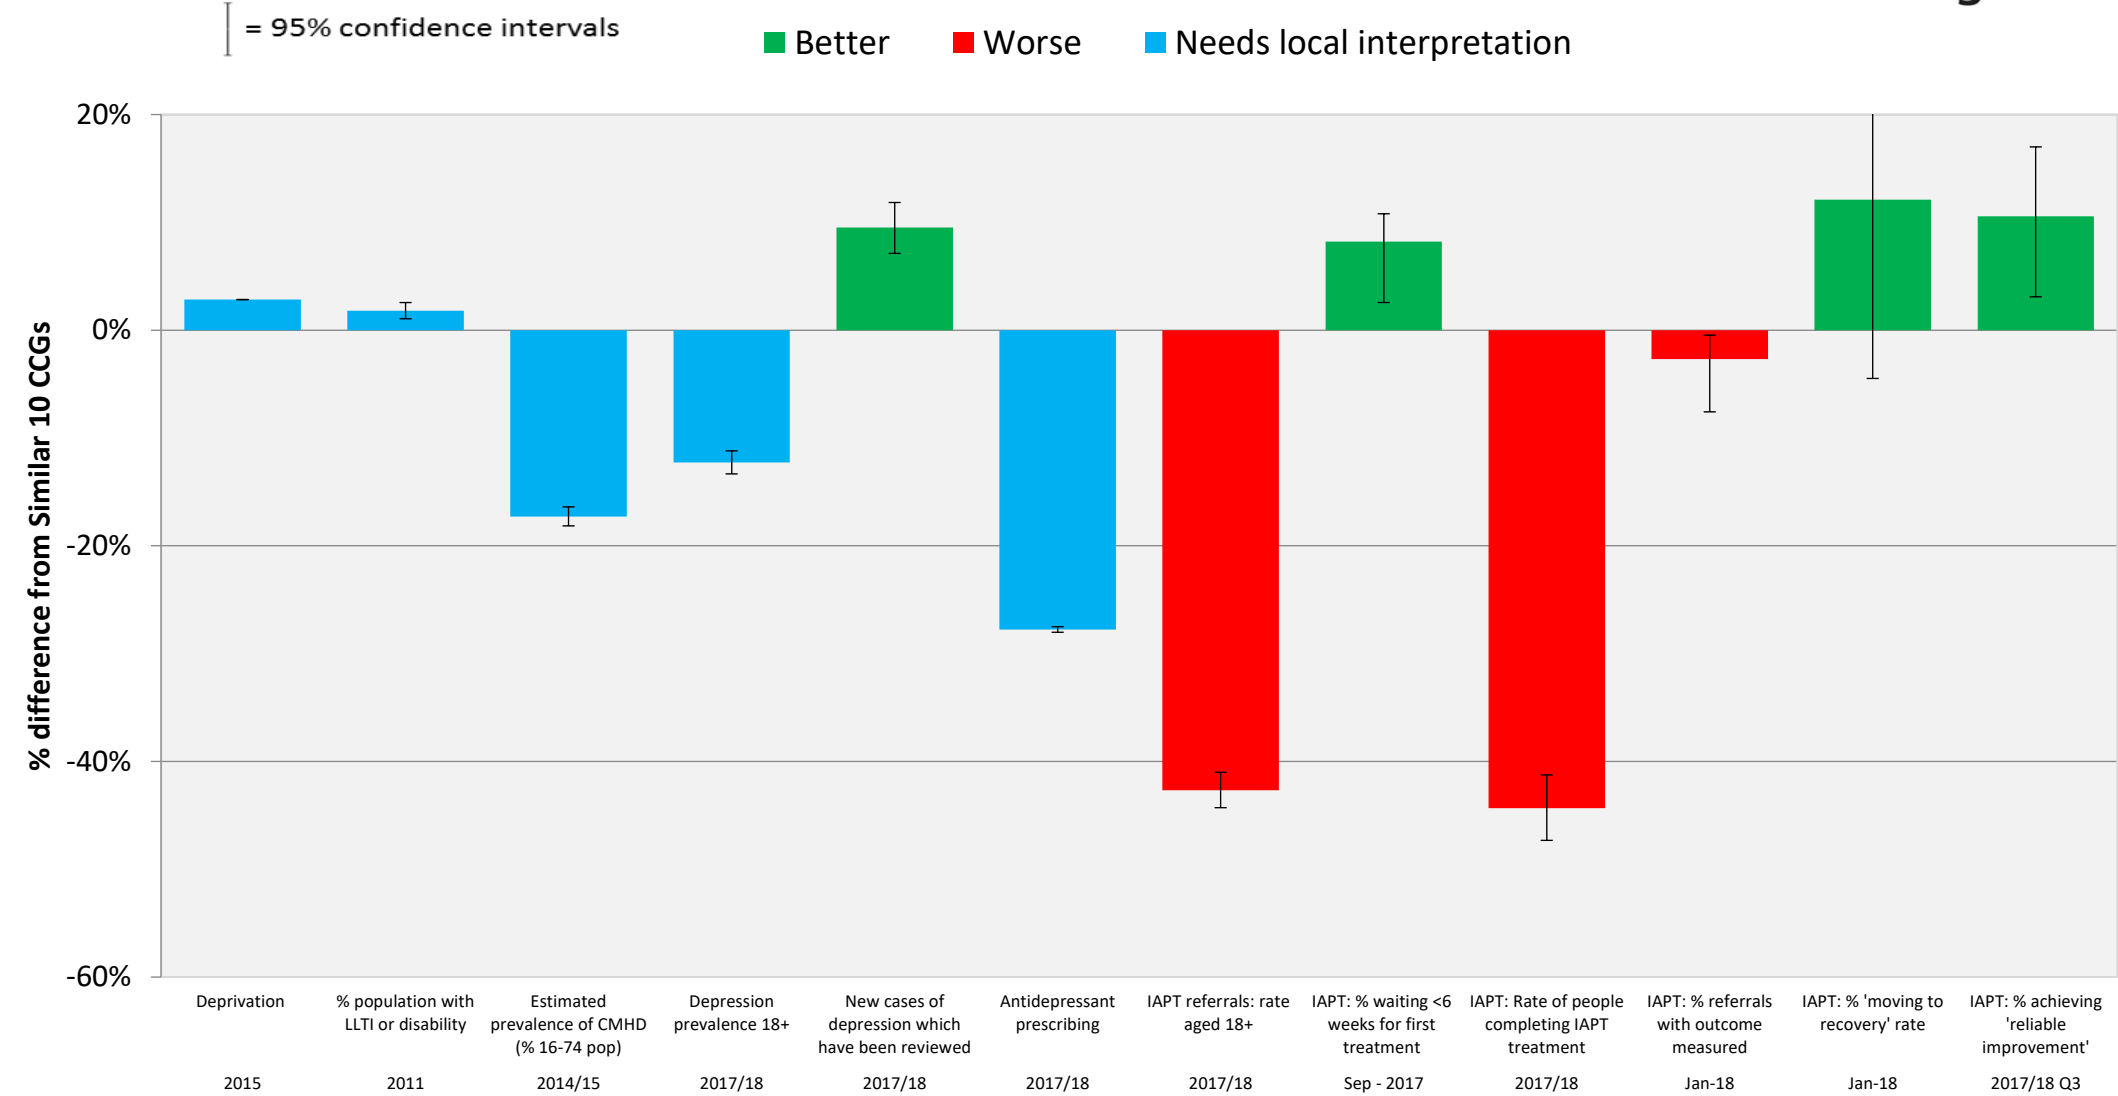 = 95% confidence intervals
Better
Worse
Needs local interpretation
% difference from Similar 10 CCGs
20%
0%
-20%
-40%
-60%
Deprivation
2015
% population with
LLTI or disability
2011
Estimated
prevalence of CMHD
(% 16-74 pop)
2014/15
Depression
prevalence 18+
2017/18
New cases of
depression which
have been reviewed
2017/18
Antidepressant
prescribing
2017/18
IAPT referrals: rate
aged 18+
2017/18
IAPT: % waiting <6
weeks for first
treatment
Sep - 2017
IAPT: Rate of people
completing IAPT
treatment
2017/18
IAPT: % referrals
with outcome
measured
Jan-18
IAPT: % 'moving to
recovery' rate
Jan-18
IAPT: % achieving
'reliable
improvement'
2017/18 Q3